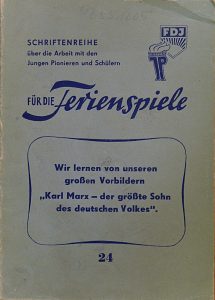 FDJ
SCHRIFTENREIHE
über die Arbeit mit den
Jungen Pionieren und Schülern
JP
FÜR DIE Ferienspiele
Wir lernen von unseren
großen Vorbildern
„Karl Marx – der größte Sohn
des deutschen Volkes“.
24